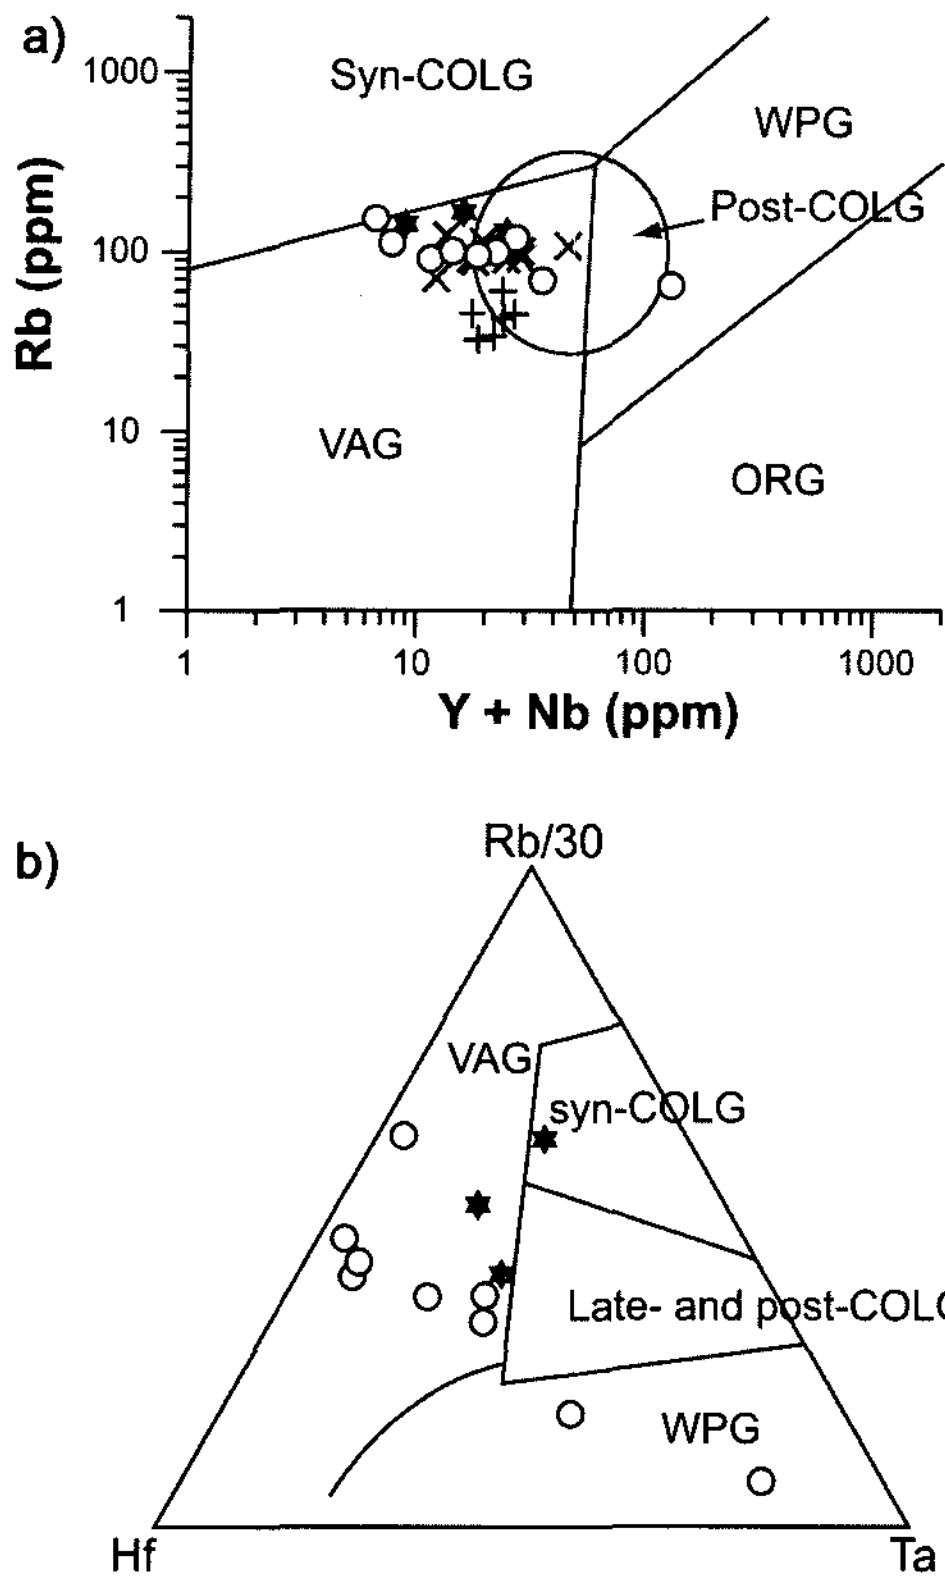 a)
1000
Syn-COLG
WPG
Post-COLG
100
Rb (ppm)
10
VAG
ORG
1
1 10 100 1000
Y + Nb (ppm)
b)
Rb/30
VAG
syn-COLG
Late- and post-COLG
WPG
Hf Ta